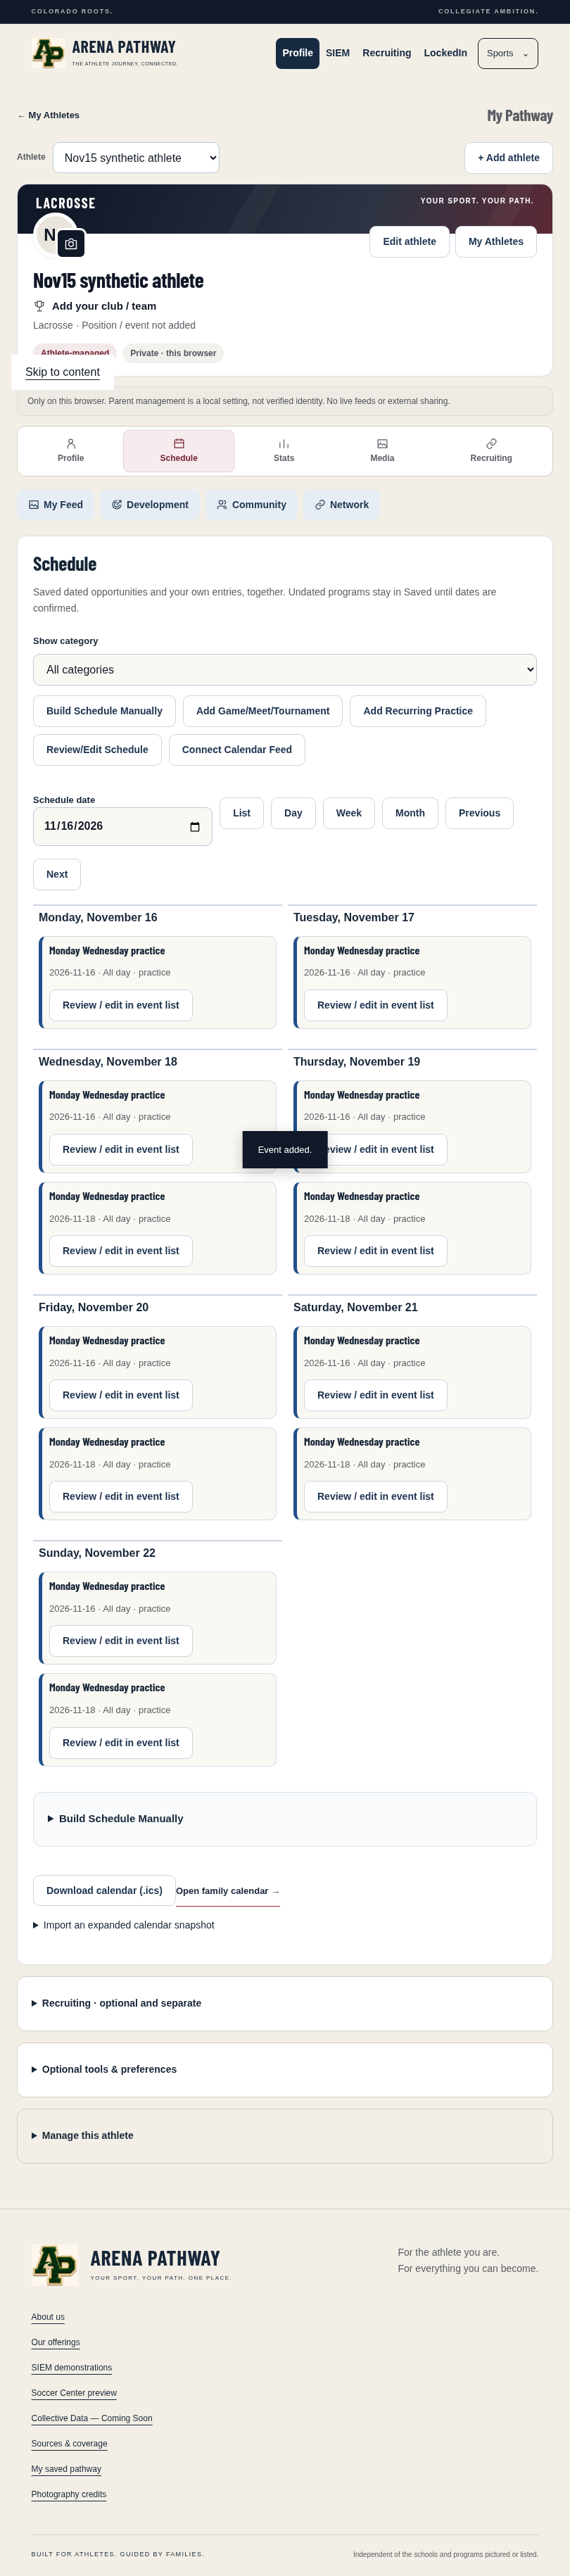 COLORADO ROOTS.
COLLEGIATE AMBITION.
ARENA PATHWAY
THE ATHLETE JOURNEY, CONNECTED.
Profile SIEM Recruiting LockedIn Sports
← My Athletes
My Pathway
Athlete Nov15 synthetic athlete
+ Add athlete
LACROSSE
YOUR SPORT. YOUR PATH.
N
Edit athlete My Athletes
Nov15 synthetic athlete
Add your club / team
Lacrosse · Position / event not added
Athlete-managed Private · this browser
Skip to content
Only on this browser. Parent management is a local setting, not verified identity. No live feeds or external sharing.
Profile Schedule Stats Media Recruiting
My Feed Development Community Network
Schedule
Saved dated opportunities and your own entries, together. Undated programs stay in Saved until dates are
confirmed.
Show category
All categories
Build Schedule Manually Add Game/Meet/Tournament Add Recurring Practice
Review/Edit Schedule Connect Calendar Feed
Schedule date
11/16/2026
List Day Week Month Previous
Next
Monday, November 16
Monday Wednesday practice
2026-11-16 · All day · practice
Review / edit in event list
Tuesday, November 17
Monday Wednesday practice
2026-11-16 · All day · practice
Review / edit in event list
Wednesday, November 18
Monday Wednesday practice
2026-11-16 · All day · practice
Review / edit in event list
Monday Wednesday practice
2026-11-18 · All day · practice
Review / edit in event list
Thursday, November 19
Monday Wednesday practice
2026-11-16 · All day · practice
eview / edit in event list
Monday Wednesday practice
2026-11-18 · All day · practice
Review / edit in event list
Event added.
Friday, November 20
Monday Wednesday practice
2026-11-16 · All day · practice
Review / edit in event list
Monday Wednesday practice
2026-11-18 · All day · practice
Review / edit in event list
Saturday, November 21
Monday Wednesday practice
2026-11-16 · All day · practice
Review / edit in event list
Monday Wednesday practice
2026-11-18 · All day · practice
Review / edit in event list
Sunday, November 22
Monday Wednesday practice
2026-11-16 · All day · practice
Review / edit in event list
Monday Wednesday practice
2026-11-18 · All day · practice
Review / edit in event list
Build Schedule Manually
Download calendar (.ics) Open family calendar →
Import an expanded calendar snapshot
Recruiting · optional and separate
Optional tools & preferences
Manage this athlete
AP
ARENA PATHWAY
YOUR SPORT. YOUR PATH. ONE PLACE.
For the athlete you are.
For everything you can become.
About us
Our offerings
SIEM demonstrations
Soccer Center preview
Collective Data — Coming Soon
Sources & coverage
My saved pathway
Photography credits
BUILT FOR ATHLETES. GUIDED BY FAMILIES.
Independent of the schools and programs pictured or listed.